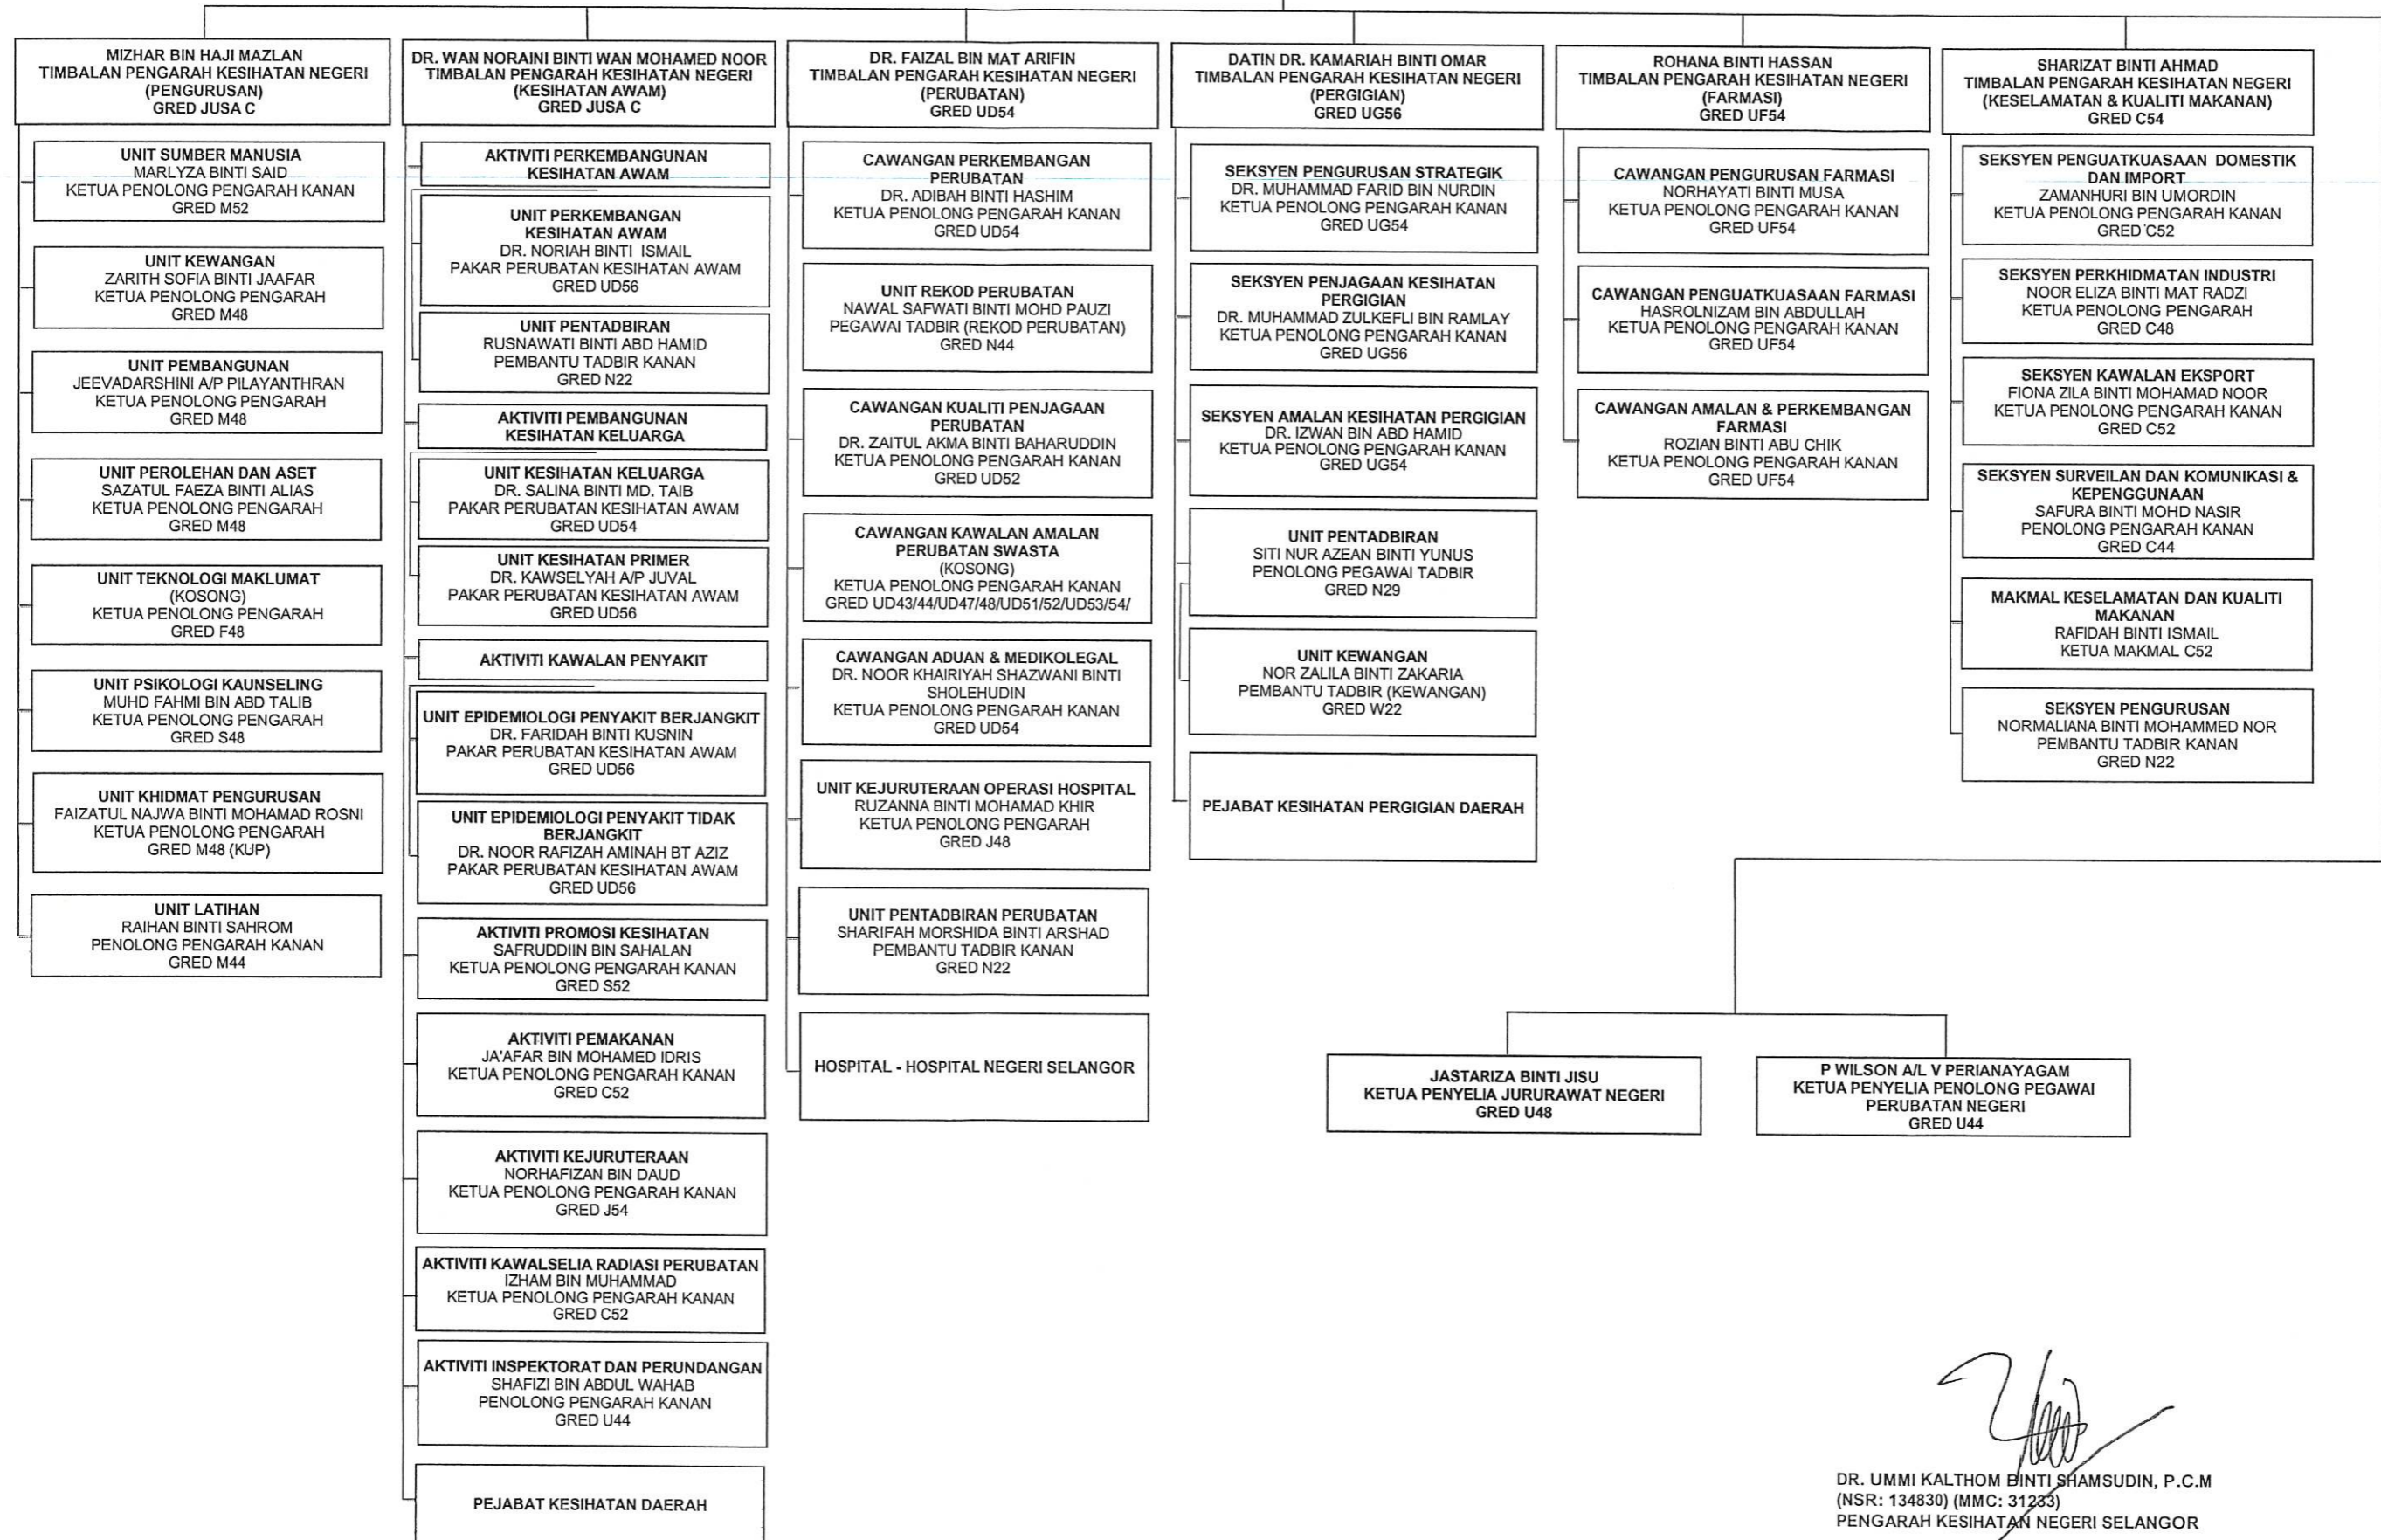 MIZHAR BIN HAJI MAZLAN
TIMBALAN PENGARAH KESIHATAN NEGERI
(PENGURUSAN)
GRED JUSA C
UNIT SUMBER MANUSIA
MARLYZA BINTI SAID
KETUA PENOLONG PENGARAH KANAN
GRED M52
UNIT KEWANGAN
ZARITH SOFIA BINTI JAAFAR
KETUA PENOLONG PENGARAH
GRED M48
UNIT PEMBANGUNAN
JEEVADARSHINI A/P PILAYANTHRAN
KETUA PENOLONG PENGARAH
GRED M48
UNIT PEROLEHAN DAN ASET
SAZATUL FAEZA BINTI ALIAS
KETUA PENOLONG PENGARAH
GRED M48
UNIT TEKNOLOGI MAKLUMAT
(KOSONG)
KETUA PENOLONG PENGARAH
GRED F48
UNIT PSIKOLOGI KAUNSELING
MUHD FAHMI BIN ABD TALIB
KETUA PENOLONG PENGARAH
GRED S48
UNIT KHIDMAT PENGURUSAN
FAIZATUL NAJWA BINTI MOHAMAD ROSNI
KETUA PENOLONG PENGARAH
GRED M48 (KUP)
UNIT LATIHAN
RAIHAN BINTI SAHROM
PENOLONG PENGARAH KANAN
GRED M44
DR. WAN NORAINI BINTI WAN MOHAMED NOOR
TIMBALAN PENGARAH KESIHATAN NEGERI
(KESIHATAN AWAM)
GRED JUSA C
AKTIVITI PERKEMBANGUNAN
KESIHATAN AWAM
UNIT PERKEMBANGAN
KESIHATAN AWAM
DR. NORIAH BINTI ISMAIL
PAKAR PERUBATAN KESIHATAN AWAM
GRED UD56
UNIT PENTADBIRAN
RUSNAWATI BINTI ABD HAMID
PEMBANTU TADBIR KANAN
GRED N22
AKTIVITI PEMBANGUNAN
KESIHATAN KELUARGA
UNIT KESIHATAN KELUARGA
DR. SALINA BINTI MD. TAIB
PAKAR PERUBATAN KESIHATAN AWAM
GRED UD54
UNIT KESIHATAN PRIMER
DR. KAWSELYAH A/P JUVAL
PAKAR PERUBATAN KESIHATAN AWAM
GRED UD56
AKTIVITI KAWALAN PENYAKIT
UNIT EPIDEMIOLOGI PENYAKIT BERJANGKIT
DR. FARIDAH BINTI KUSNIN
PAKAR PERUBATAN KESIHATAN AWAM
GRED UD56
UNIT EPIDEMIOLOGI PENYAKIT TIDAK
BERJANGKIT
DR. NOOR RAFIZAH AMINAH BT AZIZ
PAKAR PERUBATAN KESIHATAN AWAM
GRED UD56
AKTIVITI PROMOSI KESIHATAN
SAFRUDDIIN BIN SAHALAN
KETUA PENOLONG PENGARAH KANAN
GRED S52
AKTIVITI PEMAKANAN
JA'AFAR BIN MOHAMED IDRIS
KETUA PENOLONG PENGARAH KANAN
GRED C52
AKTIVITI KEJURUTERAAN
NORHAFIZAN BIN DAUD
KETUA PENOLONG PENGARAH KANAN
GRED J54
AKTIVITI KAWALSELIA RADIASI PERUBATAN
IZHAM BIN MUHAMMAD
KETUA PENOLONG PENGARAH KANAN
GRED C52
AKTIVITI INSPEKTORAT DAN PERUNDANGAN
SHAFIZI BIN ABDUL WAHAB
PENOLONG PENGARAH KANAN
GRED U44
PEJABAT KESIHATAN DAERAH
DR. FAIZAL BIN MAT ARIFIN
TIMBALAN PENGARAH KESIHATAN NEGERI
(PERUBATAN)
GRED UD54
CAWANGAN PERKEMBANGAN
PERUBATAN
DR. ADIBAH BINTI HASHIM
KETUA PENOLONG PENGARAH KANAN
GRED UD54
UNIT REKOD PERUBATAN
NAWAL SAFWATI BINTI MOHD PAUZI
PEGAWAI TADBIR (REKOD PERUBATAN)
GRED N44
CAWANGAN KUALITI PENJAGAAN
PERUBATAN
DR. ZAITUL AKMA BINTI BAHARUDDIN
KETUA PENOLONG PENGARAH KANAN
GRED UD52
CAWANGAN KAWALAN AMALAN
PERUBATAN SWASTA
(KOSONG)
KETUA PENOLONG PENGARAH KANAN
GRED UD43/44/UD47/48/UD51/52/UD53/54/
CAWANGAN ADUAN & MEDIKOLEGAL
DR. NOOR KHAIRIYAH SHAZWANI BINTI
SHOLEHUDIN
KETUA PENOLONG PENGARAH KANAN
GRED UD54
UNIT KEJURUTERAAN OPERASI HOSPITAL
RUZANNA BINTI MOHAMAD KHIR
KETUA PENOLONG PENGARAH
GRED J48
UNIT PENTADBIRAN PERUBATAN
SHARIFAH MORSHIDA BINTI ARSHAD
PEMBANTU TADBIR KANAN
GRED N22
HOSPITAL - HOSPITAL NEGERI SELANGOR
DATIN DR. KAMARIAH BINTI OMAR
TIMBALAN PENGARAH KESIHATAN NEGERI
(PERGIGIAN)
GRED UG56
SEKSYEN PENGURUSAN STRATEGIK
DR. MUHAMMAD FARID BIN NURDIN
KETUA PENOLONG PENGARAH KANAN
GRED UG54
SEKSYEN PENJAGAAN KESIHATAN
PERGIGIAN
DR. MUHAMMAD ZULKEFLI BIN RAMLAY
KETUA PENOLONG PENGARAH KANAN
GRED UG56
SEKSYEN AMALAN KESIHATAN PERGIGIAN
DR. IZWAN BIN ABD HAMID
KETUA PENOLONG PENGARAH KANAN
GRED UG54
UNIT PENTADBIRAN
SITI NUR AZEAN BINTI YUNUS
PENOLONG PEGAWAI TADBIR
GRED N29
UNIT KEWANGAN
NOR ZALILA BINTI ZAKARIA
PEMBANTU TADBIR (KEWANGAN)
GRED W22
PEJABAT KESIHATAN PERGIGIAN DAERAH
ROHANA BINTI HASSAN
TIMBALAN PENGARAH KESIHATAN NEGERI
(FARMASI)
GRED UF54
CAWANGAN PENGURUSAN FARMASI
NORHAYATI BINTI MUSA
KETUA PENOLONG PENGARAH KANAN
GRED UF54
CAWANGAN PENGUATKUASAAN FARMASI
HASROLNIZAM BIN ABDULLAH
KETUA PENOLONG PENGARAH KANAN
GRED UF54
CAWANGAN AMALAN & PERKEMBANGAN
FARMASI
ROZIAN BINTI ABU CHIK
KETUA PENOLONG PENGARAH KANAN
GRED UF54
SHARIZAT BINTI AHMAD
TIMBALAN PENGARAH KESIHATAN NEGERI
(KESELAMATAN & KUALITI MAKANAN)
GRED C54
SEKSYEN PENGUATKUASAAN DOMESTIK
DAN IMPORT
ZAMANHURI BIN UMORDIN
KETUA PENOLONG PENGARAH KANAN
GRED C52
SEKSYEN PERKHIDMATAN INDUSTRI
NOOR ELIZA BINTI MAT RADZI
KETUA PENOLONG PENGARAH
GRED C48
SEKSYEN KAWALAN EKSPORT
FIONA ZILA BINTI MOHAMAD NOOR
KETUA PENOLONG PENGARAH KANAN
GRED C52
SEKSYEN SURVEILAN DAN KOMUNIKASI &
KEPENGGUNAAN
SAFURA BINTI MOHD NASIR
PENOLONG PENGARAH KANAN
GRED C44
MAKMAL KESELAMATAN DAN KUALITI
MAKANAN
RAFIDAH BINTI ISMAIL
KETUA MAKMAL C52
SEKSYEN PENGURUSAN
NORMALIANA BINTI MOHAMMED NOR
PEMBANTU TADBIR KANAN
GRED N22
JASTARIZA BINTI JISU
KETUA PENYELIA JURURAWAT NEGERI
GRED U48
P WILSON A/L V PERIANAYAGAM
KETUA PENYELIA PENOLONG PEGAWAI
PERUBATAN NEGERI
GRED U44
DR. UMMI KALTHOM BINTI SHAMSUDIN, P.C.M
(NSR: 134830) (MMC: 31233)
PENGARAH KESIHATAN NEGERI SELANGOR